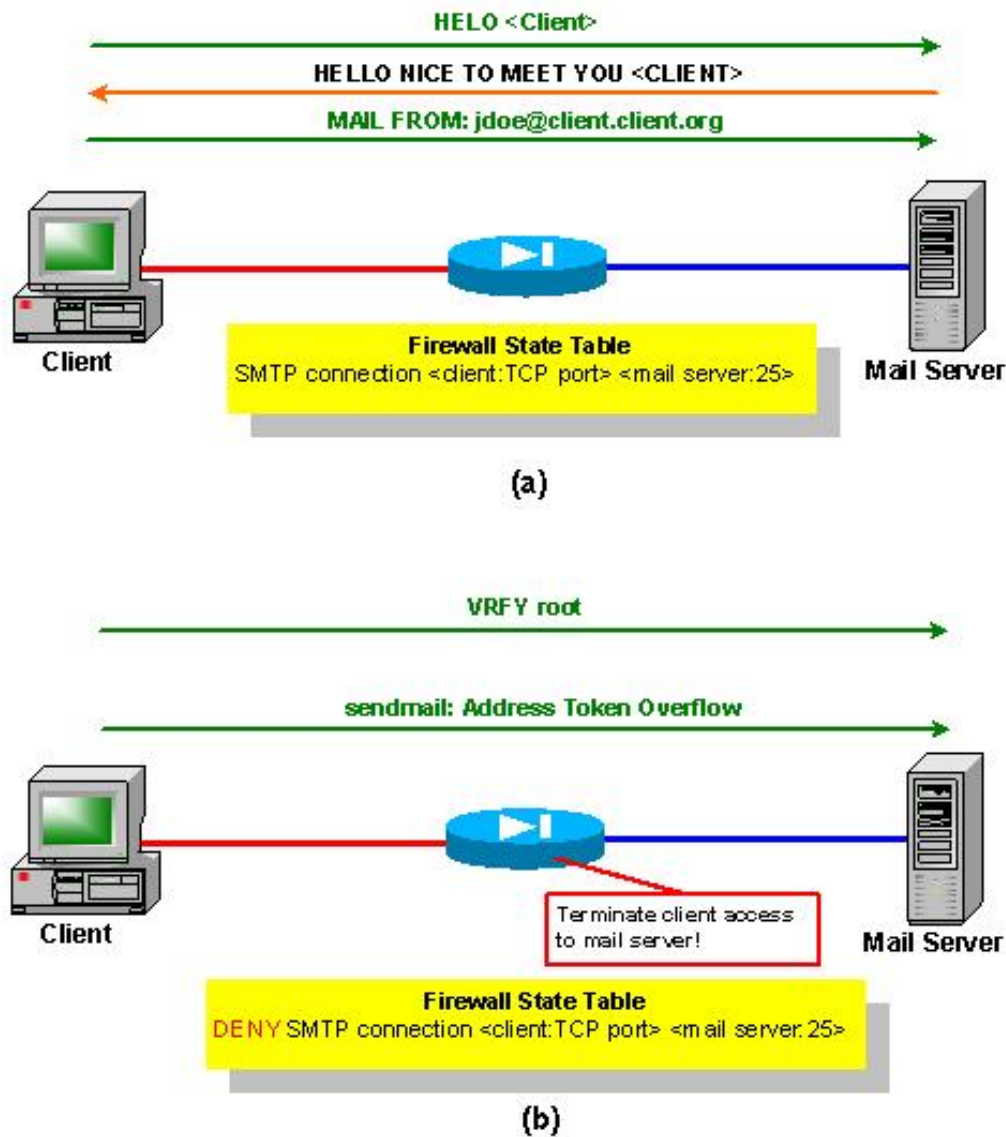 HELO <Client>
HELLO NICE TO MEET YOU <CLIENT>
MAIL FROM: jdoe@client.client.org
Client
Mail Server
Firewall State Table
SMTP connection <client:TCP port> <mail server:25>
(a)
VRFY root
sendmail: Address Token Overflow
Client
Mail Server
Terminate client access
to mail server!
Firewall State Table
DENY SMTP connection <client:TCP port> <mail server:25>
(b)